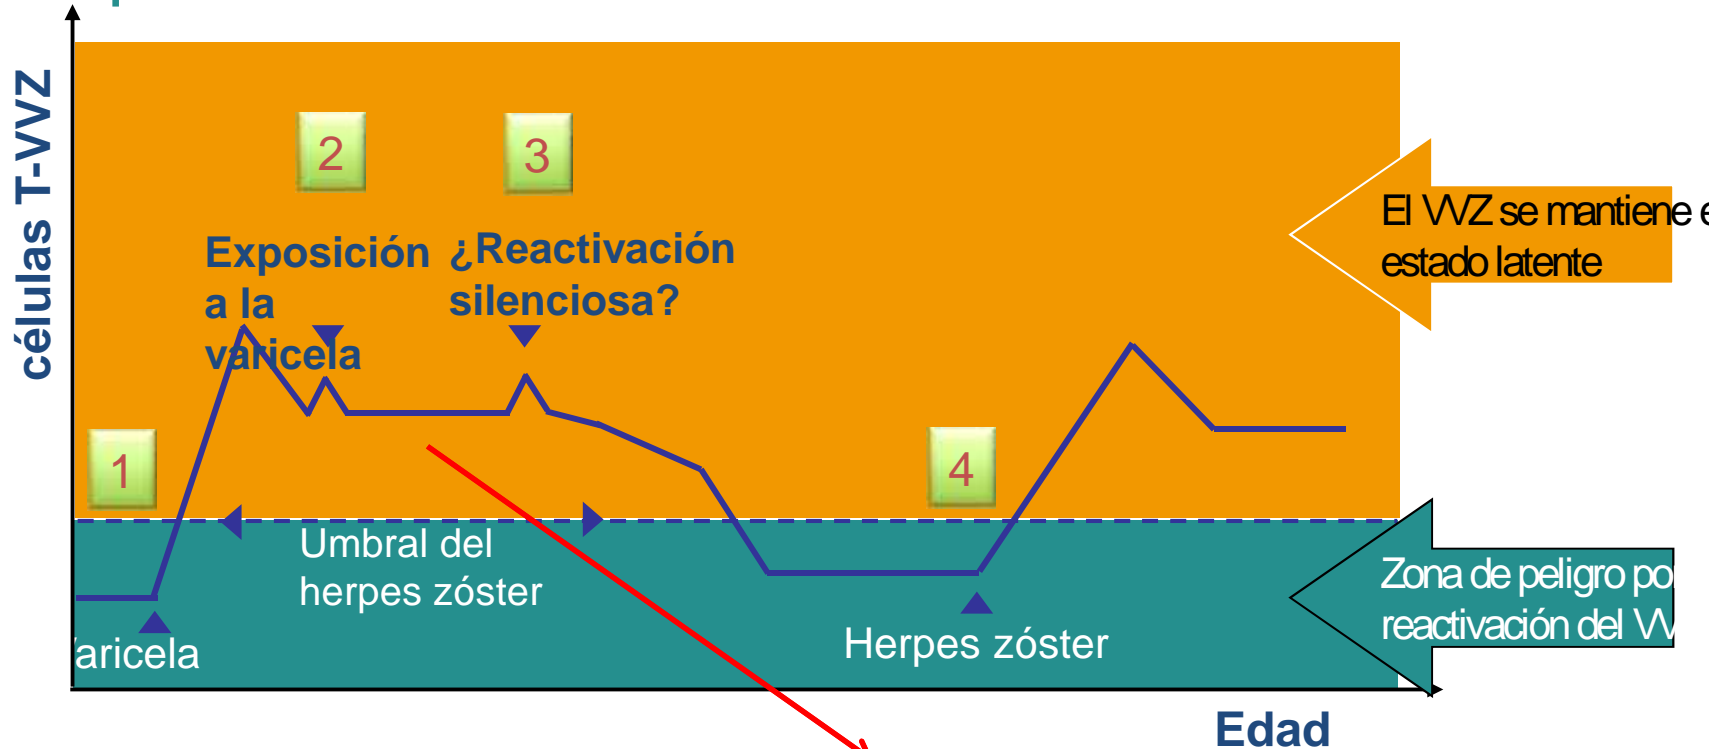 células T-VVZ
2
3
Exposición
a la
varicela
¿Reactivación
silenciosa?
El VVZ se mantiene e
estado latente
1
4
Umbral del
herpes zóster
Zona de peligro po
reactivación del VV
aricela
Herpes zóster
Edad